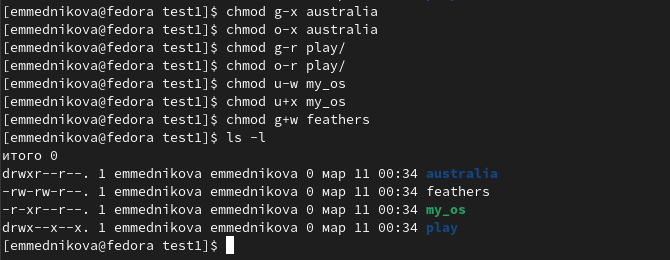 [emmednikova@fedora test1]$ chmod g-x australia
[emmednikova@fedora test1]$ chmod o-x australia
[emmednikova@fedora test1]$ chmod g-r play/
[emmednikova@fedora test1]$ chmod o-r play/
[emmednikova@fedora test1]$ chmod u-w my_os
[emmednikova@fedora test1]$ chmod u+x my_os
[emmednikova@fedora test1]$ chmod g+w feathers
[emmednikova@fedora test1]$ ls -l
итого 0
drwxr--r--. 1 emmednikova emmednikova 0 мар 11 00:34 australia
-rw-rw-r--. 1 emmednikova emmednikova 0 мар 11 00:34 feathers
-r-xr--r--. 1 emmednikova emmednikova 0 мар 11 00:34 my_os
drwx--x--x. 1 emmednikova emmednikova 0 мар 11 00:34 play
[emmednikova@fedora test1]$